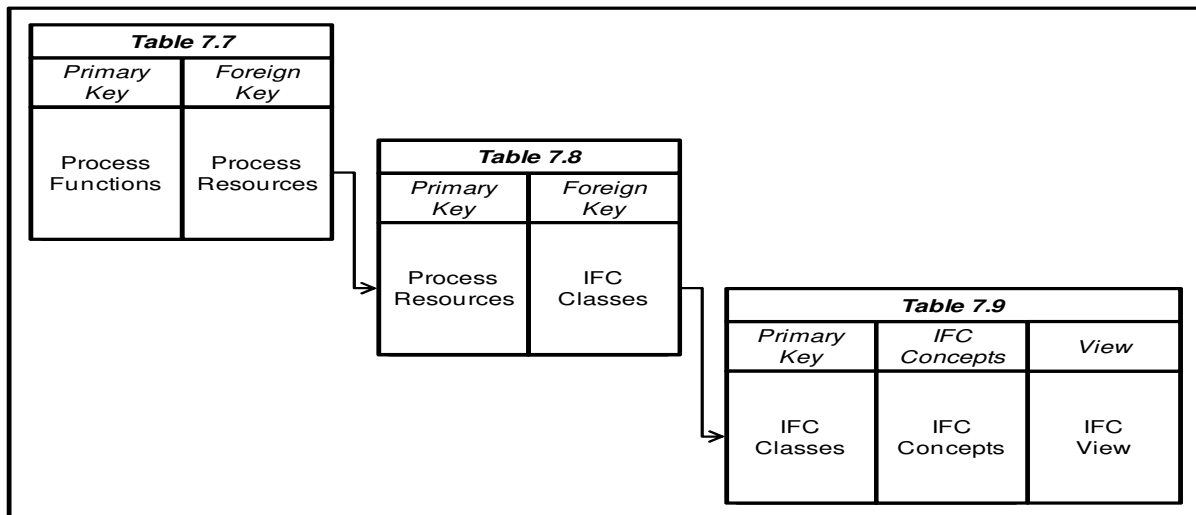 Table 7.7
Primary Key
Foreign Key
Process Functions
Process Resources
Table 7.8
Primary Key
Foreign Key
Process Resources
IFC Classes
Table 7.9
Primary Key
IFC Concepts
View
IFC Classes
IFC Concepts
IFC View